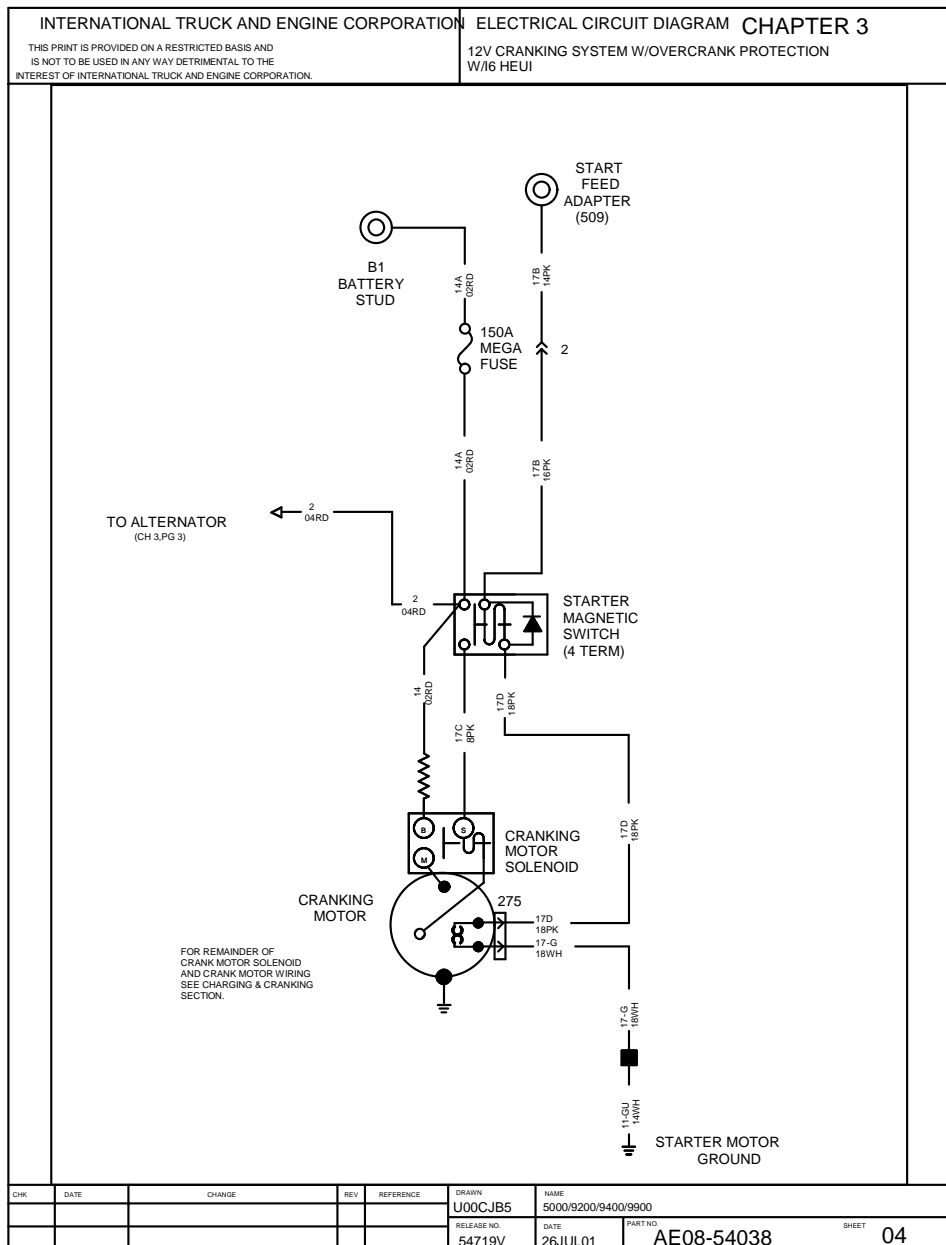 INTERNATIONAL TRUCK AND ENGINE CORPORATION
THIS PRINT IS PROVIDED ON A RESTRICTED BASIS AND
IS NOT TO BE USED IN ANY WAY DETRIMENTAL TO THE
INTEREST OF INTERNATIONAL TRUCK AND ENGINE CORPORATION.
ELECTRICAL CIRCUIT DIAGRAM CHAPTER 3
12V CRANKING SYSTEM W/OVERCRANK PROTECTION
W/I6 HEUI
START
FEED
ADAPTER
(509)
B1
BATTERY
STUD
14A
02RD
17B
14PK
150A
MEGA
FUSE
2
14A
02RD
17B
16PK
TO ALTERNATOR
(CH 3,PG 3)
2
04RD
2
04RD
STARTER
MAGNETIC
SWITCH
(4 TERM)
14
02RD
17C
8PK
17D
18PK
17D
18PK
B
S
M
CRANKING
MOTOR
SOLENOID
CRANKING
MOTOR
275
17D
18PK
17-G
18WH
FOR REMAINDER OF
CRANK MOTOR SOLENOID
AND CRANK MOTOR WIRING
SEE CHARGING & CRANKING
SECTION.
17-G
18WH
11-GU
14WH
STARTER MOTOR
GROUND
CHK DATE CHANGE REV REFERENCE
DRAWN
U00CJB5
NAME
5000/9200/9400/9900
RELEASE NO.
54719V
DATE
26JUL01
PART NO.
AE08-54038
SHEET 04